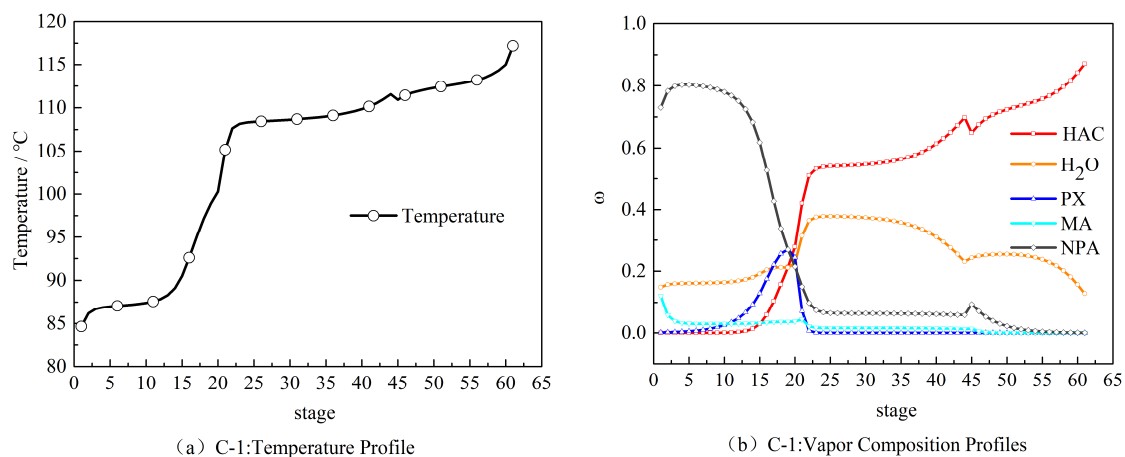 120
115
110
105
100
95
90
85
80
Temperature / °C
Temperature
0 5 10 15 20 25 30 35 40 45 50 55 60 65
stage
（a）C-1:Temperature Profile
1.0
0.8
0.6
0.4
0.2
0.0
ω
HAC
H₂O
PX
MA
NPA
0 5 10 15 20 25 30 35 40 45 50 55 60 65
stage
（b）C-1:Vapor Composition Profiles